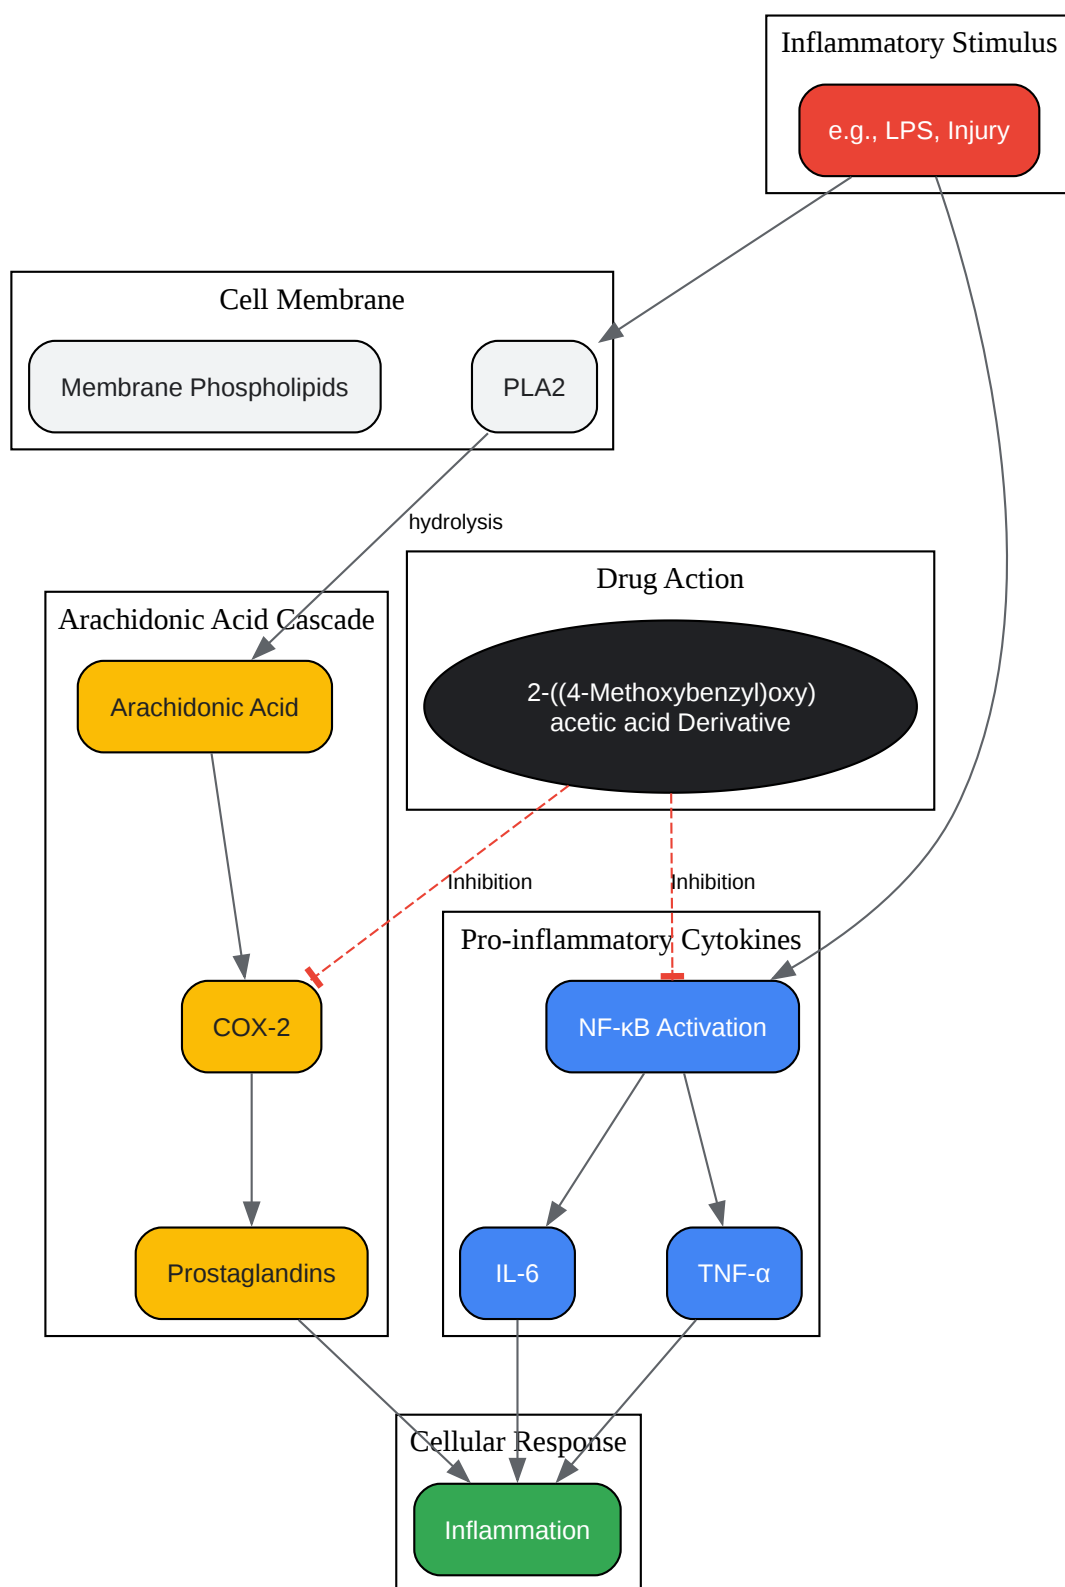 Inflammatory Stimulus
e.g., LPS, Injury
Cell Membrane
Membrane Phospholipids
PLA2
hydrolysis
Drug Action
2-((4-Methoxybenzyl)oxy)
acetic acid Derivative
Arachidonic Acid Cascade
Arachidonic Acid
Inhibition
Inhibition
Pro-inflammatory Cytokines
COX-2
NF-κB Activation
Prostaglandins
IL-6
TNF-α
Cellular Response
Inflammation